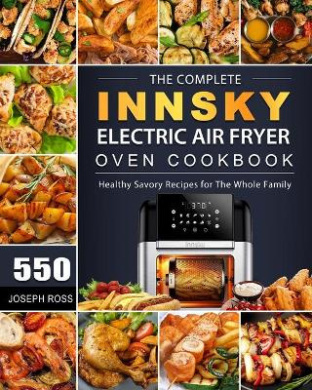 THE COMPLETE
INNSKY
ELECTRIC AIR FRYER
OVEN COOKBOOK
Healthy Savory Recipes for The Whole Family
550
JOSEPH ROSS